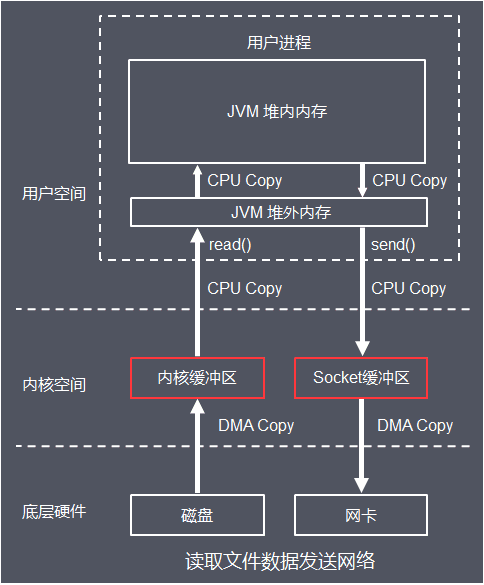 用户进程
JVM 堆内内存
CPU Copy
CPU Copy
用户空间
JVM 堆外内存
read()
send()
CPU Copy
CPU Copy
内核空间
内核缓冲区
Socket缓冲区
DMA Copy
DMA Copy
底层硬件
磁盘
网卡
读取文件数据发送网络